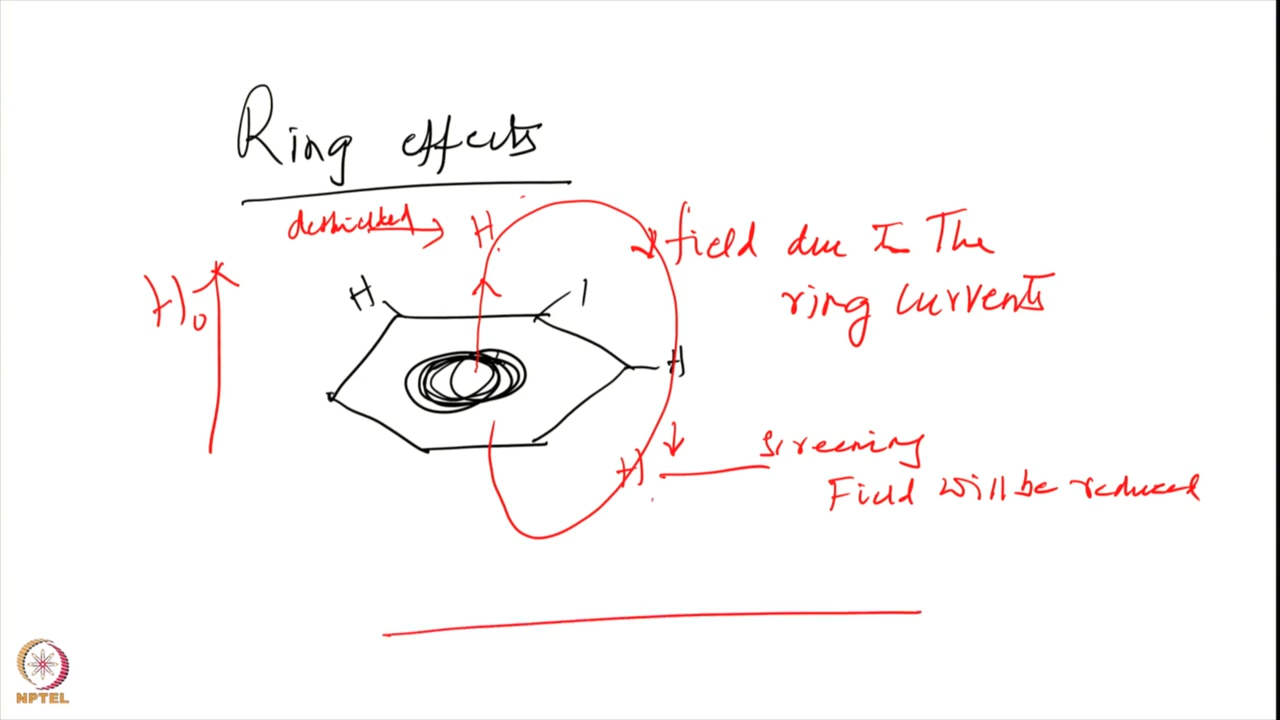 Ring effects
deshielded → H
field due to The
ring currents
H₀
H
H
H
screening
Field will be reduced
NPTEL